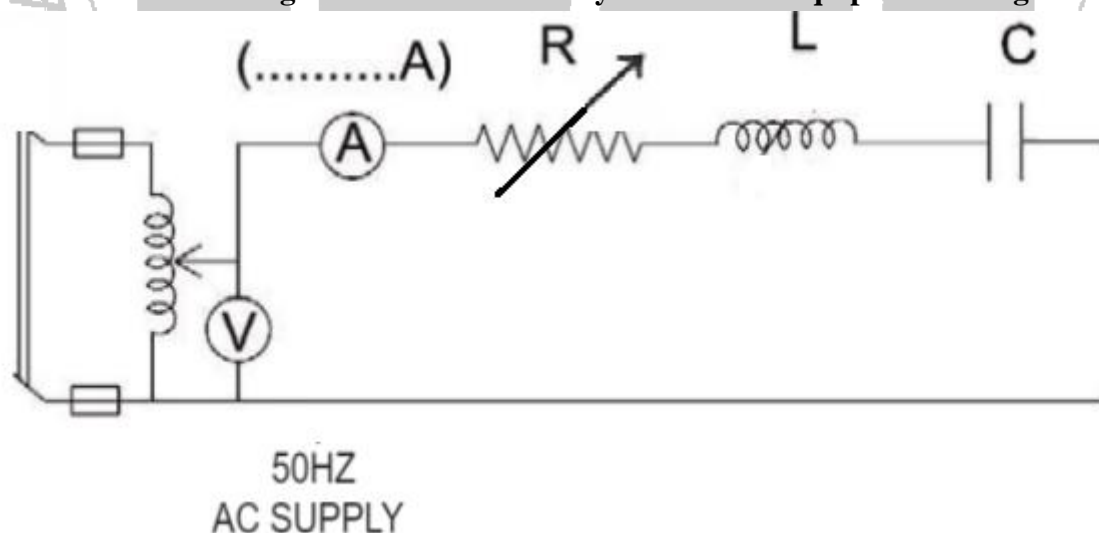 (..........A)
R
L
C
A
V
50HZ
AC SUPPLY